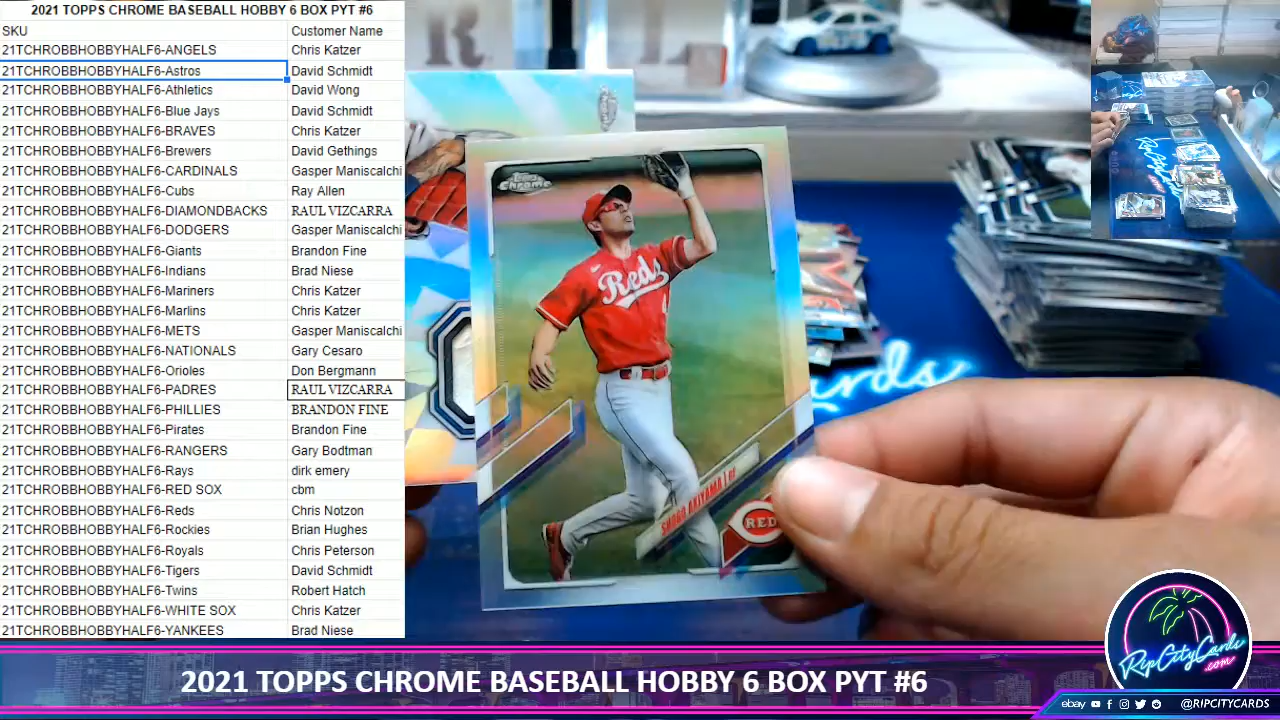 2021 TOPPS CHROME BASEBALL HOBBY 6 BOX PYT #6
SKU Customer Name
21TCHROBBHOBBYHALF6-ANGELS Chris Katzer
21TCHROBBHOBBYHALF6-Astros David Schmidt
21TCHROBBHOBBYHALF6-Athletics David Wong
21TCHROBBHOBBYHALF6-Blue Jays David Schmidt
21TCHROBBHOBBYHALF6-BRAVES Chris Katzer
21TCHROBBHOBBYHALF6-Brewers David Gethings
21TCHROBBHOBBYHALF6-CARDINALS Gasper Maniscalchi
21TCHROBBHOBBYHALF6-Cubs Ray Allen
21TCHROBBHOBBYHALF6-DIAMONDBACKS RAUL VIZCARRA
21TCHROBBHOBBYHALF6-DODGERS Gasper Maniscalchi
21TCHROBBHOBBYHALF6-Giants Brandon Fine
21TCHROBBHOBBYHALF6-Indians Brad Niese
21TCHROBBHOBBYHALF6-Mariners Chris Katzer
21TCHROBBHOBBYHALF6-Marlins Chris Katzer
21TCHROBBHOBBYHALF6-METS Gasper Maniscalchi
21TCHROBBHOBBYHALF6-NATIONALS Gary Cesaro
21TCHROBBHOBBYHALF6-Orioles Don Bergmann
21TCHROBBHOBBYHALF6-PADRES RAUL VIZCARRA
21TCHROBBHOBBYHALF6-PHILLIES BRANDON FINE
21TCHROBBHOBBYHALF6-Pirates Brandon Fine
21TCHROBBHOBBYHALF6-RANGERS Gary Bodtman
21TCHROBBHOBBYHALF6-Rays dirk emery
21TCHROBBHOBBYHALF6-RED SOX cbm
21TCHROBBHOBBYHALF6-Reds Chris Notzon
21TCHROBBHOBBYHALF6-Rockies Brian Hughes
21TCHROBBHOBBYHALF6-Royals Chris Peterson
21TCHROBBHOBBYHALF6-Tigers David Schmidt
21TCHROBBHOBBYHALF6-Twins Robert Hatch
21TCHROBBHOBBYHALF6-WHITE SOX Chris Katzer
21TCHROBBHOBBYHALF6-YANKEES Brad Niese
Topps
Chrome
Reds
SHOGO AKIYAMA | OF
RED
ards
2021 TOPPS CHROME BASEBALL HOBBY 6 BOX PYT #6
RipCityCards
.com
ebay @RIPCITYCARDS